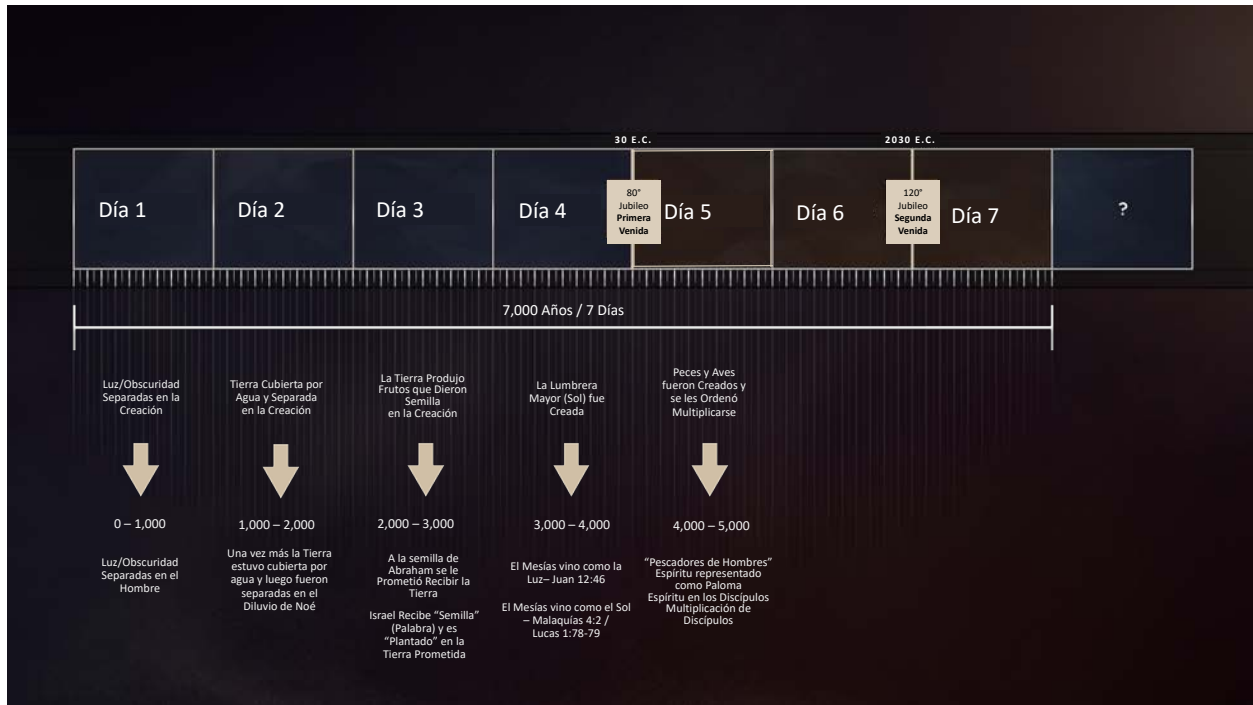 30 E.C.
2030 E.C.
Día 1
Día 2
Día 3
Día 4
80°
Jubileo
Primera
Venida
Día 5
Día 6
120°
Jubileo
Segunda
Venida
Día 7
?
7,000 Años / 7 Días
Luz/Obscuridad
Separadas en la
Creación
Tierra Cubierta por
Agua y Separada
en la Creación
La Tierra Produjo
Frutos que Dieron
Semilla
en la Creación
La Lumbrera
Mayor (Sol) fue
Creada
Peces y Aves
fueron Creados y
se les Ordenó
Multiplicarse
0 – 1,000
1,000 – 2,000
2,000 – 3,000
3,000 – 4,000
4,000 – 5,000
Luz/Obscuridad
Separadas en el
Hombre
Una vez más la Tierra
estuvo cubierta por
agua y luego fueron
separadas en el
Diluvio de Noé
A la semilla de
Abraham se le
Prometió Recibir la
Tierra
Israel Recibe “Semilla”
(Palabra) y es
“Plantado” en la
Tierra Prometida
El Mesías vino como la
Luz– Juan 12:46
El Mesías vino como el Sol
– Malaquías 4:2 /
Lucas 1:78-79
“Pescadores de Hombres”
Espíritu representado
como Paloma
Espíritu en los Discípulos
Multiplicación de
Discípulos